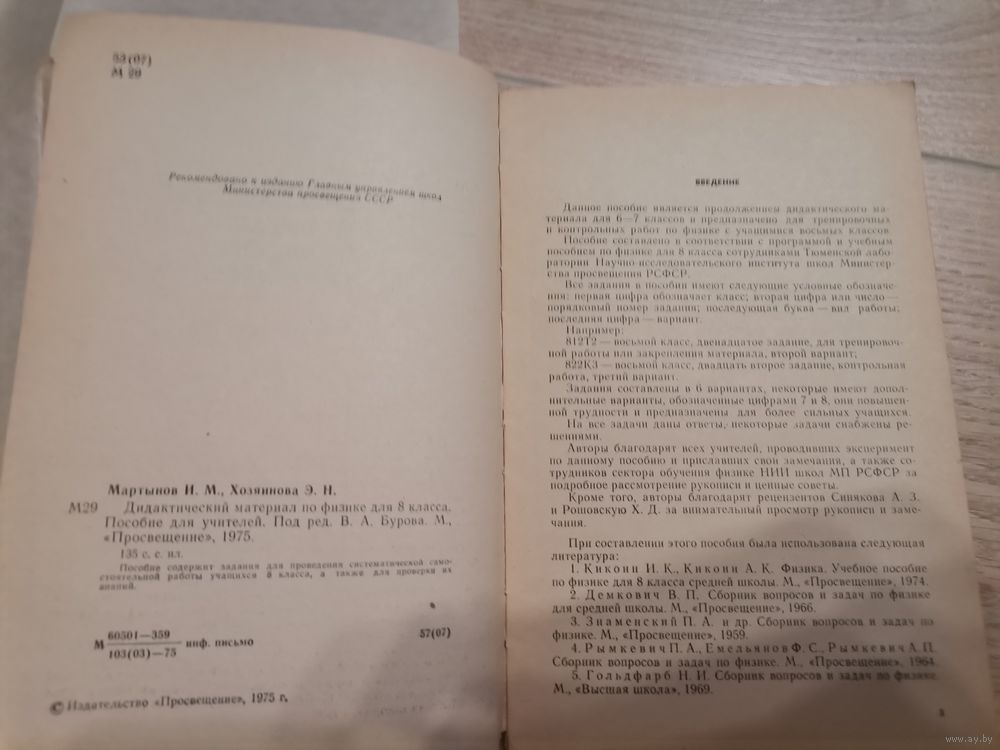 53(07)
М 29
Рекомендовано к изданию Главным управлением школ
Министерства просвещения СССР
Мартынов И. М., Хозяинова Э. Н.
М29 Дидактический материал по физике для 8 класса.
Пособие для учителей. Под ред. В. А. Бурова. М.,
«Просвещение», 1975.
135 с. с ил.
Пособие содержит задания для проведения систематической само-
стоятельной работы учащихся 8 класса, а также для проверки их
знаний.
М 60501—359
103(03)—75 инф. письмо 57(07)
© Издательство «Просвещение», 1975 г.
ВВЕДЕНИЕ
Данное пособие является продолжением дидактического ма-
териала для 6—7 классов и предназначено для тренировочных
и контрольных работ по физике с учащимися восьмых классов.
Пособие составлено в соответствии с программой и учебным
пособием по физике для 8 класса сотрудниками Тюменской лабо-
ратории Научно-исследовательского института школ Министер-
ства просвещения РСФСР.
Все задания в пособии имеют следующие условные обозначе-
ния: первая цифра обозначает класс; вторая цифра или число —
порядковый номер задания; последующая буква — вид работы;
последняя цифра — вариант.
Например:
812Т2 — восьмой класс, двенадцатое задание, для тренировоч-
ной работы или закрепления материала, второй вариант;
822К3 — восьмой класс, двадцать второе задание, контрольная
работа, третий вариант.
Задания составлены в 6 вариантах, некоторые имеют допол-
нительные варианты, обозначенные цифрами 7 и 8, они повышен-
ной трудности и предназначены для более сильных учащихся.
На все задачи даны ответы, некоторые задачи снабжены ре-
шениями.
Авторы благодарят всех учителей, проводивших эксперимент
по данному пособию и приславших свои замечания, а также со-
трудников сектора обучения физике НИИ школ МП РСФСР за
подробное рассмотрение рукописи и ценные советы.
Кроме того, авторы благодарят рецензентов Синякова А. З.
и Рошовскую Х. Д. за внимательный просмотр рукописи и заме-
чания.
При составлении этого пособия была использована следующая
литература:
1. Кикоин И. К., Кикоин А. К. Физика. Учебное пособие
по физике для 8 класса средней школы. М., «Просвещение», 1974.
2. Демкович В. П. Сборник вопросов и задач по физике
для средней школы. М., «Просвещение», 1966.
3. Знаменский П. А. и др. Сборник вопросов и задач по
физике. М., «Просвещение», 1959.
4. Рымкевич П. А., Емельянов Ф. С., Рымкевич А. П.
Сборник вопросов и задач по физике. М., «Просвещение», 1964.
5. Гольдфарб Н. И. Сборник вопросов и задач по физике.
М., «Высшая школа», 1969.
3
www.ay.by